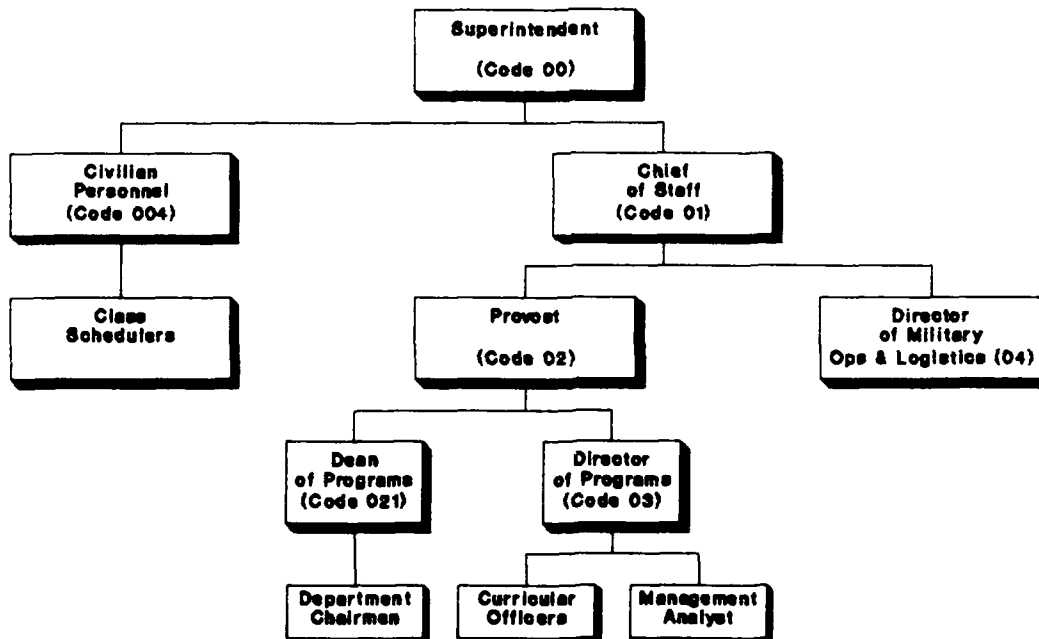 Superintendent
(Code 00)
Civilian
Personnel
(Code 004)
Chief
of Staff
(Code 01)
Class
Schedulers
Provost
(Code 02)
Director
of Military
Ops & Logistics (04)
Dean
of Programs
(Code 021)
Director
of Programs
(Code 03)
Department
Chairmen
Curricular
Officers
Management
Analyst